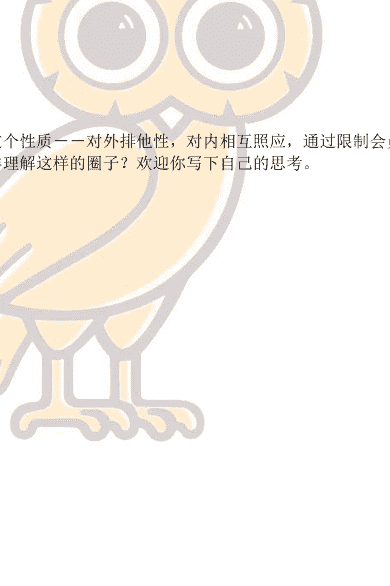 个性质——对外排他性，对内相互照应，通过限制会
理解这样的圈子？欢迎你写下自己的思考。